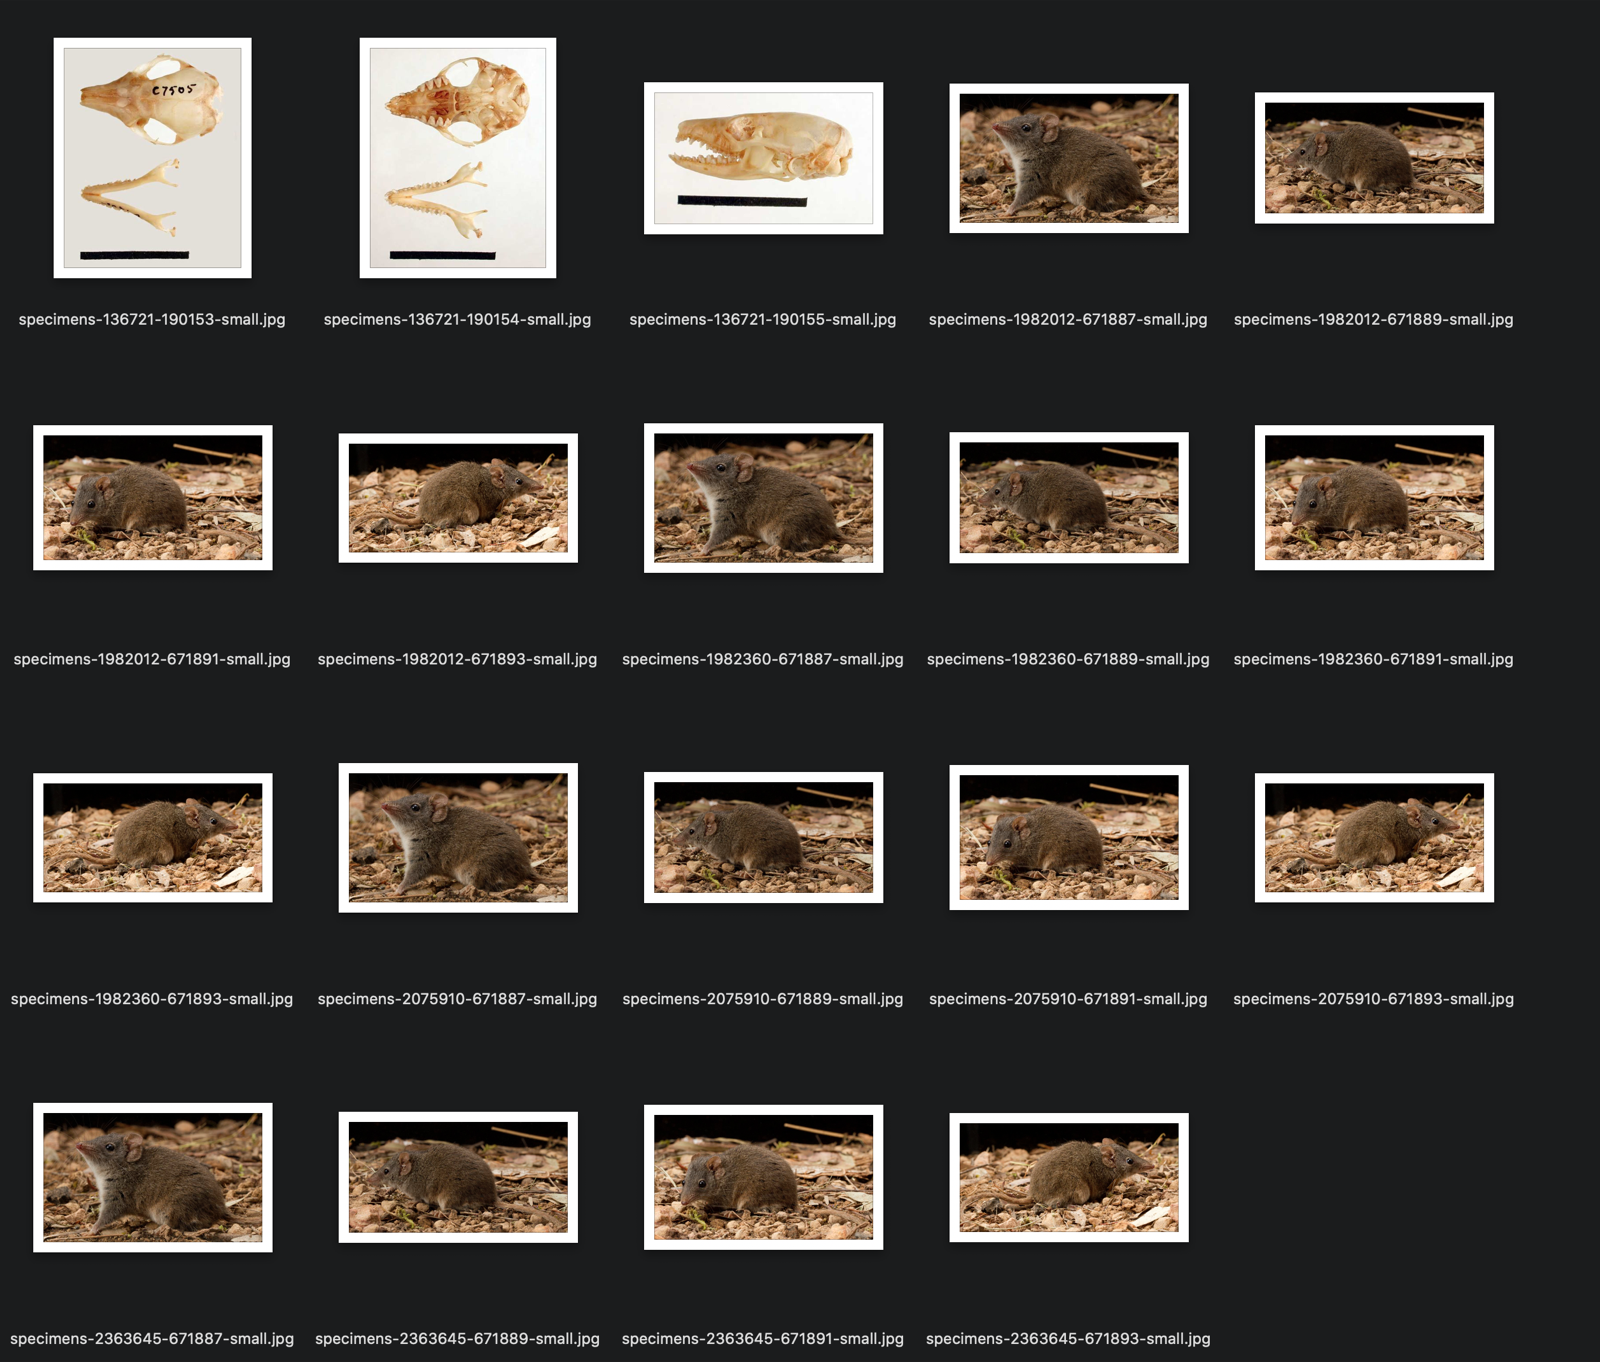 C7505
specimens-136721-190153-small.jpg
specimens-136721-190154-small.jpg
specimens-136721-190155-small.jpg
specimens-1982012-671887-small.jpg
specimens-1982012-671889-small.jpg
specimens-1982012-671891-small.jpg
specimens-1982012-671893-small.jpg
specimens-1982360-671887-small.jpg
specimens-1982360-671889-small.jpg
specimens-1982360-671891-small.jpg
specimens-1982360-671893-small.jpg
specimens-2075910-671887-small.jpg
specimens-2075910-671889-small.jpg
specimens-2075910-671891-small.jpg
specimens-2075910-671893-small.jpg
specimens-2363645-671887-small.jpg
specimens-2363645-671889-small.jpg
specimens-2363645-671891-small.jpg
specimens-2363645-671893-small.jpg